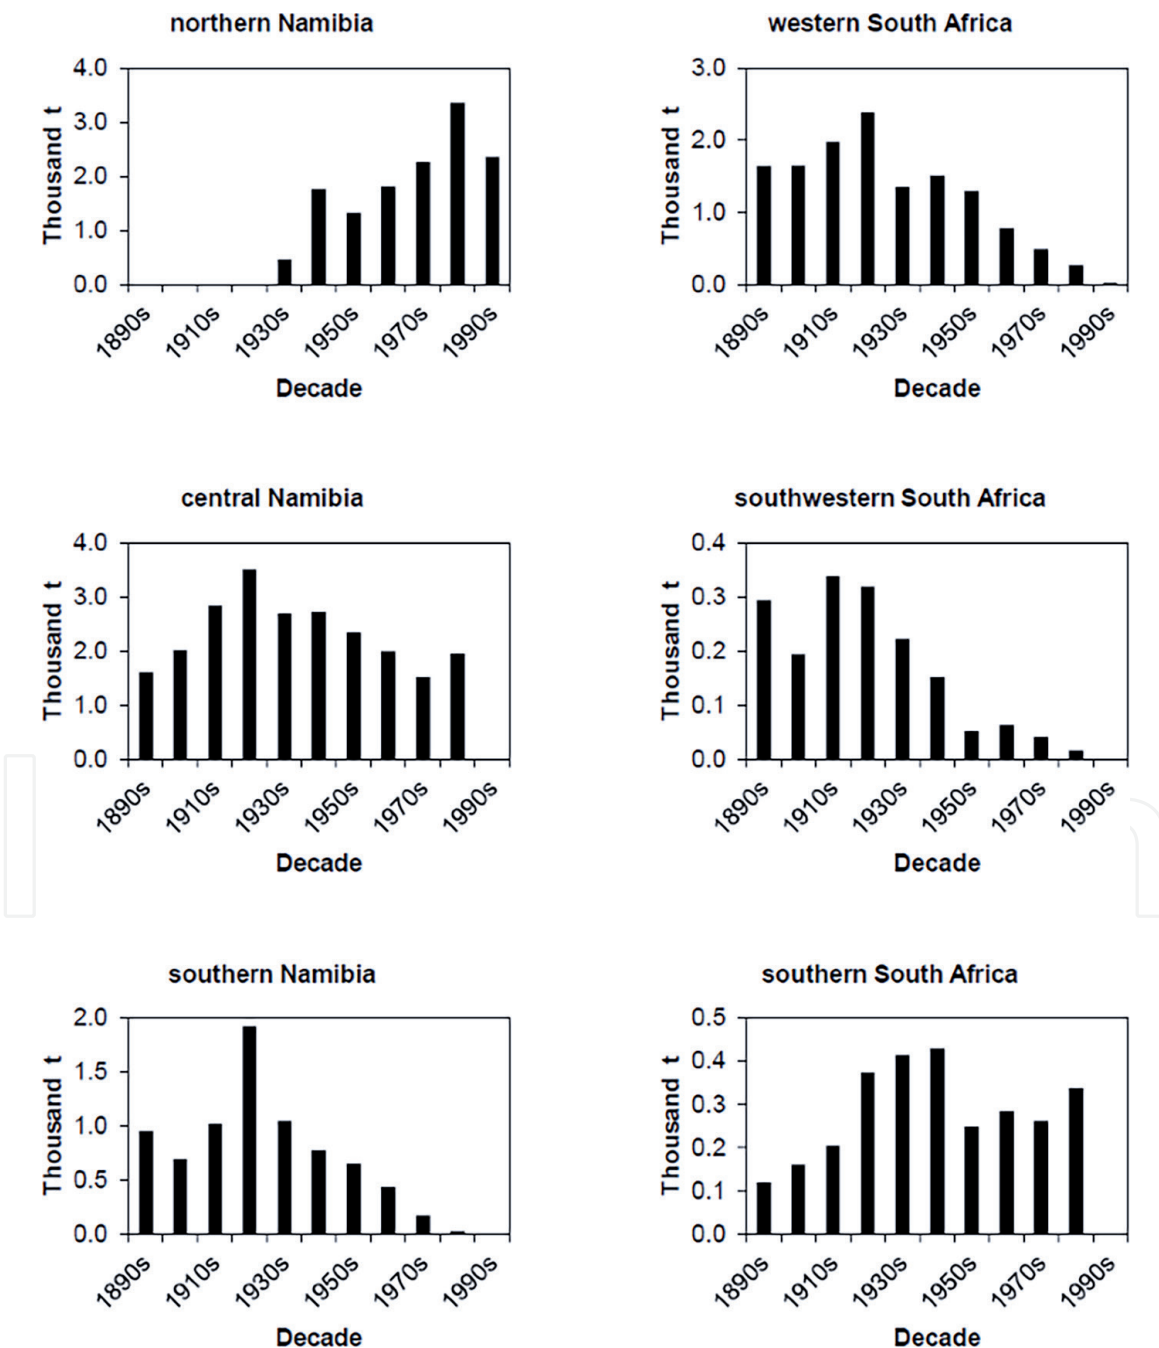 northern Namibia
Thousand t
4.0
3.0
2.0
1.0
0.0
1890s 1910s 1930s 1950s 1970s 1990s
Decade
western South Africa
Thousand t
3.0
2.0
1.0
0.0
1890s 1910s 1930s 1950s 1970s 1990s
Decade
central Namibia
Thousand t
4.0
3.0
2.0
1.0
0.0
1890s 1910s 1930s 1950s 1970s 1990s
Decade
southwestern South Africa
Thousand t
0.4
0.3
0.2
0.1
0.0
1890s 1910s 1930s 1950s 1970s 1990s
Decade
southern Namibia
Thousand t
2.0
1.5
1.0
0.5
0.0
1890s 1910s 1930s 1950s 1970s 1990s
Decade
southern South Africa
Thousand t
0.5
0.4
0.3
0.2
0.1
0.0
1890s 1910s 1930s 1950s 1970s 1990s
Decade